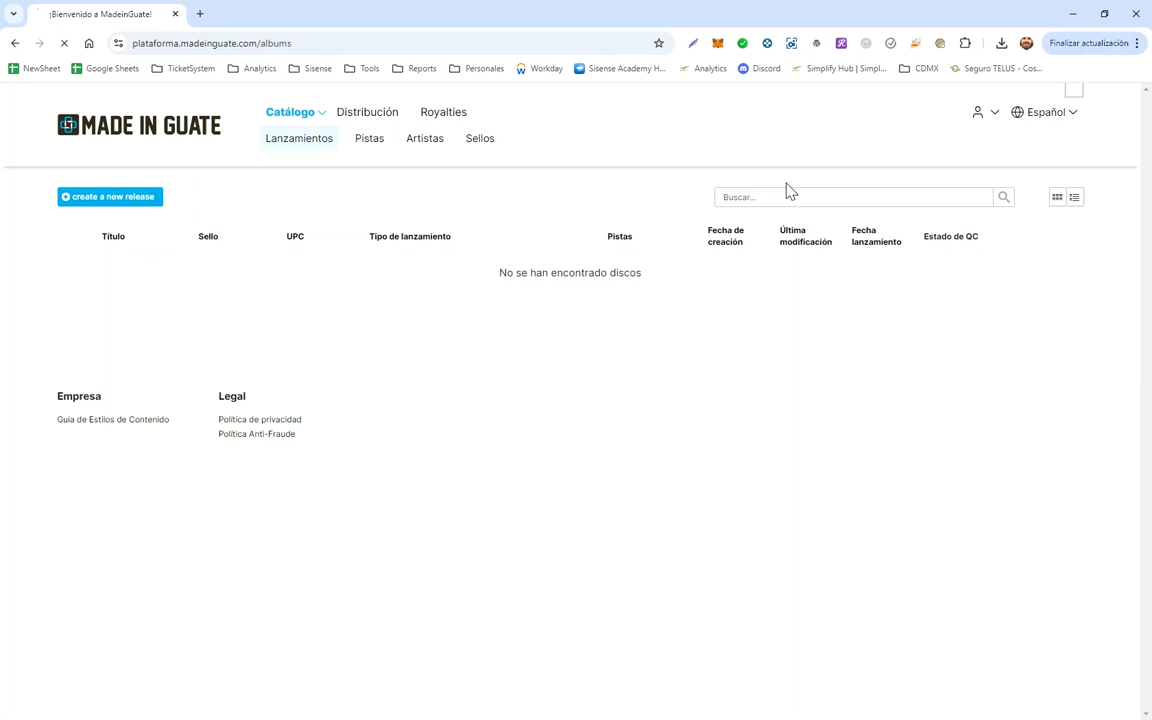 ¡Bienvenido a MadeinGuate!
plataforma.madeinguate.com/albums
Finalizar actualización
NewSheet
Google Sheets
TicketSystem
Analytics
Sisense
Tools
Reports
Personales
Workday
Sisense Academy H...
Analytics
Discord
Simplify Hub | Simpl...
CDMX
Seguro TELUS - Cos...
MADE IN GUATE
Catálogo
Distribución
Royalties
Español
Lanzamientos
Pistas
Artistas
Sellos
create a new release
Buscar...
Título
Sello
UPC
Tipo de lanzamiento
Pistas
Fecha de
creación
Última
modificación
Fecha
lanzamiento
Estado de QC
No se han encontrado discos
Empresa
Guía de Estilos de Contenido
Legal
Política de privacidad
Política Anti-Fraude